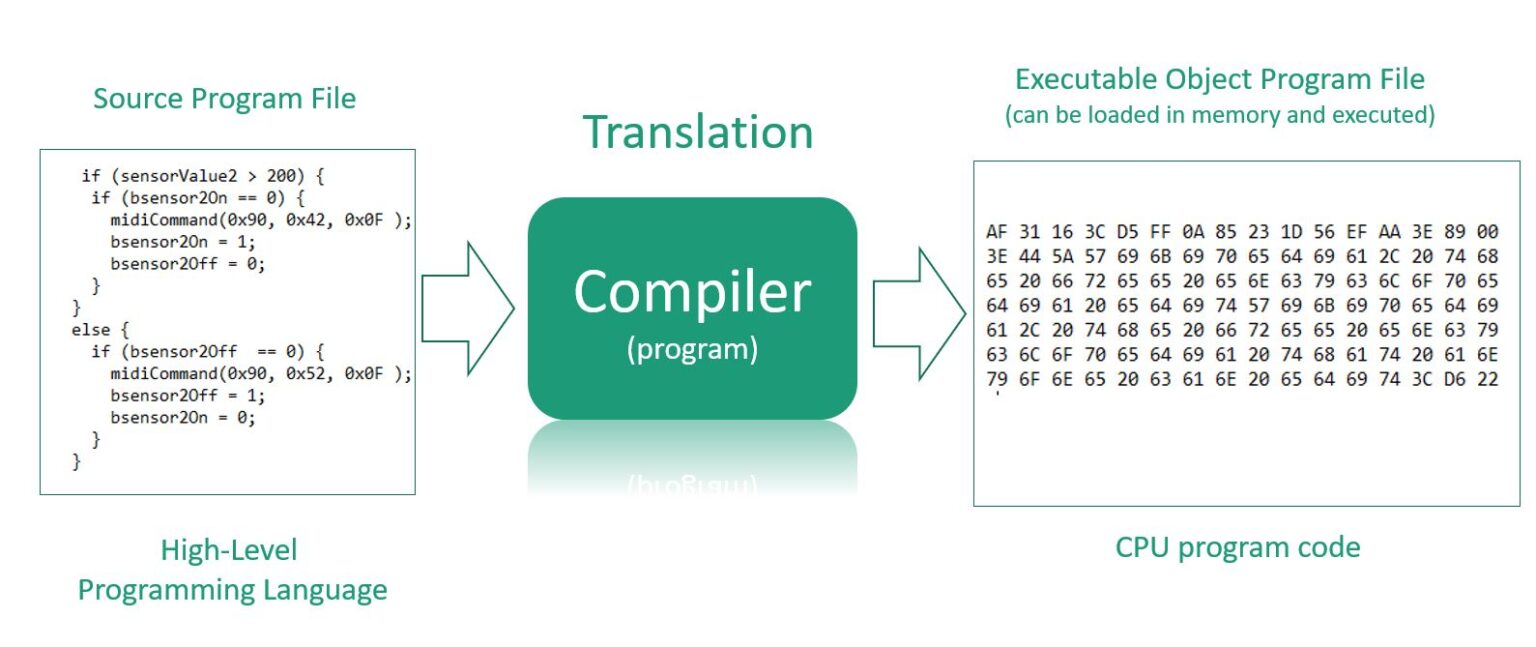 Source Program File
if (sensorValue2 > 200) {
if (bsensor2On == 0) {
midiCommand(0x90, 0x42, 0x0F );
bsensor2On = 1;
bsensor2Off = 0;
}
}
else {
if (bsensor2Off  == 0) {
midiCommand(0x90, 0x52, 0x0F );
bsensor2Off = 1;
bsensor2On = 0;
}
}
High-Level
Programming Language
Translation
Compiler
(program)
Executable Object Program File
(can be loaded in memory and executed)
AF 31 16 3C D5 FF 0A 85 23 1D 56 EF AA 3E 89 00
3E 44 5A 57 69 6B 69 70 65 64 69 61 2C 20 74 68
65 20 66 72 65 65 20 65 6E 63 79 63 6C 6F 70 65
64 69 61 20 65 64 69 74 57 69 6B 69 70 65 64 69
61 2C 20 74 68 65 20 66 72 65 65 20 65 6E 63 79
63 6C 6F 70 65 64 69 61 20 74 68 61 74 20 61 6E
79 6F 6E 65 20 63 61 6E 20 65 64 69 74 3C D6 22
CPU program code